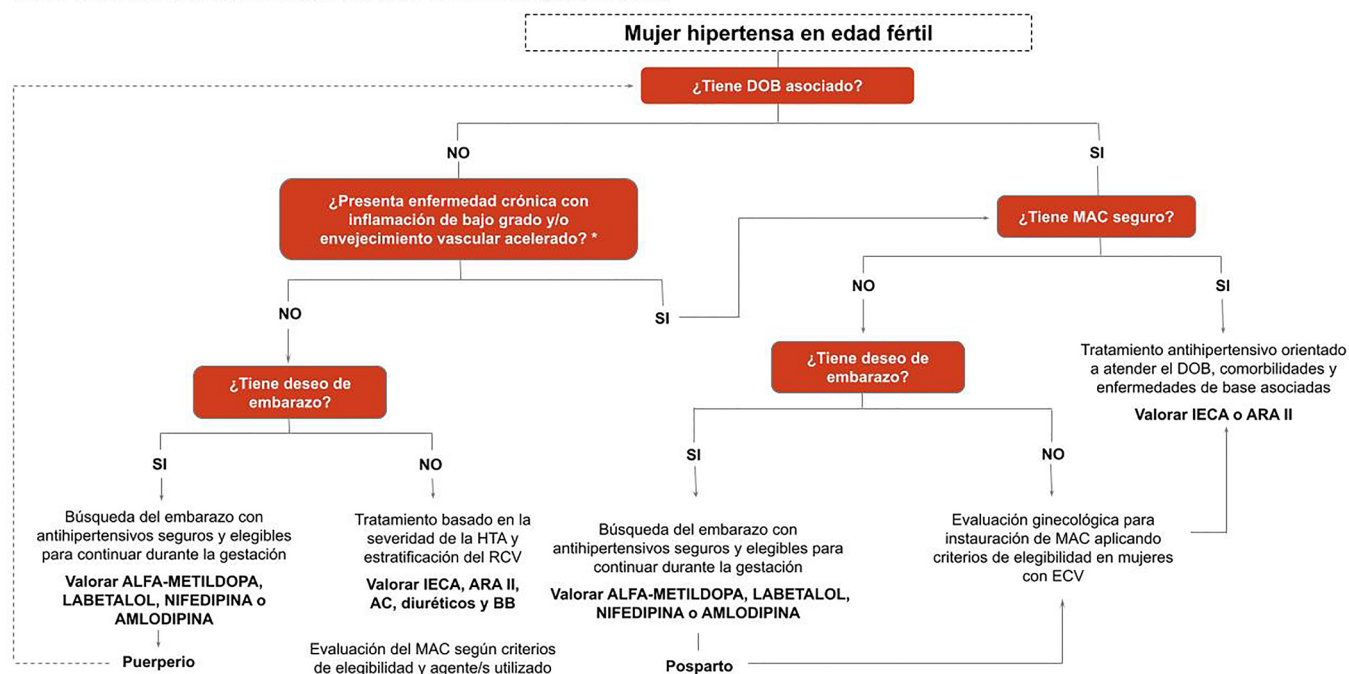 Mujer hipertensa en edad fértil
¿Tiene DOB asociado?
NO
SI
¿Presenta enfermedad crónica con
inflamación de bajo grado y/o
envejecimiento vascular acelerado? *
¿Tiene MAC seguro?
NO
SI
NO
SI
¿Tiene deseo de
embarazo?
¿Tiene deseo de
embarazo?
Tratamiento antihipertensivo orientado
a atender el DOB, comorbilidades y
enfermedades de base asociadas
Valorar IECA o ARA II
SI
NO
SI
NO
Búsqueda del embarazo con
antihipertensivos seguros y elegibles
para continuar durante la gestación
Valorar ALFA-METILDOPA,
LABETALOL, NIFEDIPINA o
AMLODIPINA
Puerperio
Tratamiento basado en la
severidad de la HTA y
estratificación del RCV
Valorar IECA, ARA II,
AC, diuréticos y BB
Evaluación del MAC según criterios
de elegibilidad y agente/s utilizado
Búsqueda del embarazo con
antihipertensivos seguros y elegibles para
continuar durante la gestación
Valorar ALFA-METILDOPA, LABETALOL,
NIFEDIPINA o AMLODIPINA
Posparto
Evaluación ginecológica para
instauración de MAC aplicando
criterios de elegibilidad en mujeres
con ECV